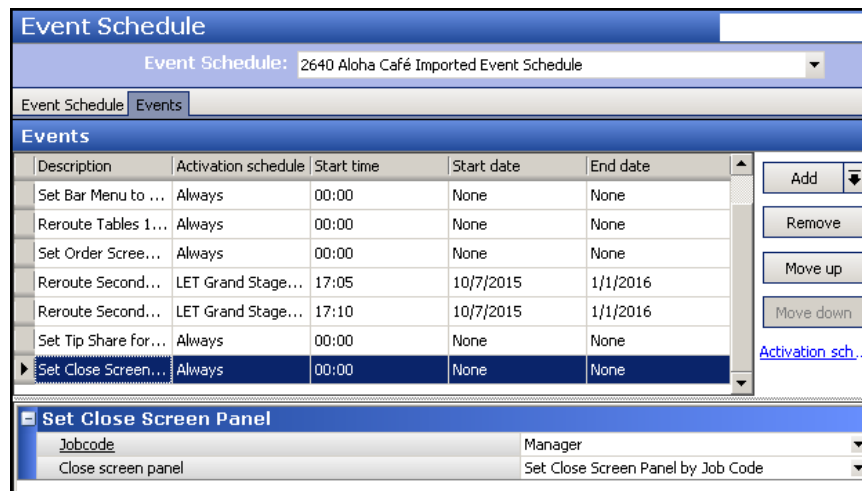 Event Schedule
Event Schedule: 2640 Aloha Café Imported Event Schedule
Event Schedule Events
Events
Description Activation schedule Start time Start date End date
Set Bar Menu to ... Always 00:00 None None
Reroute Tables 1... Always 00:00 None None
Set Order Scree... Always 00:00 None None
Reroute Second... LET Grand Stage... 17:05 10/7/2015 1/1/2016
Reroute Second... LET Grand Stage... 17:10 10/7/2015 1/1/2016
Set Tip Share for... Always 00:00 None None
Set Close Screen... Always 00:00 None None
Add
Remove
Move up
Move down
Activation sch...
Set Close Screen Panel
Jobcode Manager
Close screen panel Set Close Screen Panel by Job Code